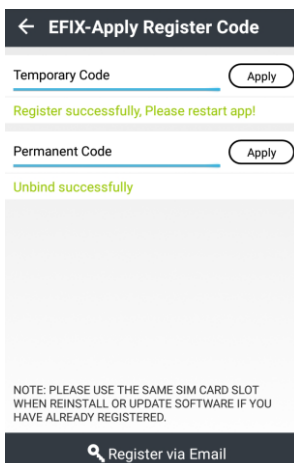 EFIX-Apply Register Code
Temporary Code
Apply
Register successfully, Please restart app!
Permanent Code
Apply
Unbind successfully
NOTE: PLEASE USE THE SAME SIM CARD SLOT
WHEN REINSTALL OR UPDATE SOFTWARE IF YOU
HAVE ALREADY REGISTERED.
Register via Email